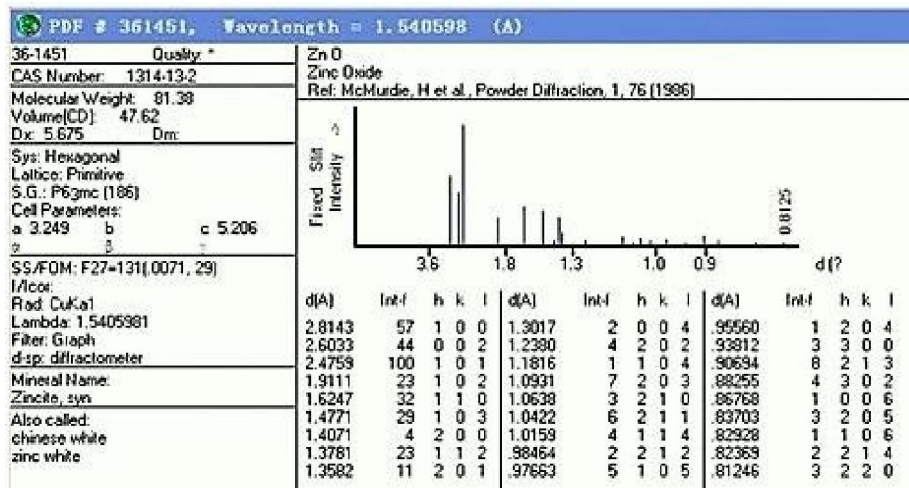 PDF # 361451, Wavelength = 1.540598 (A)
36-1451 Quality: *
CAS Number: 1314-13-2
Molecular Weight: 81.38
Volume[CD]: 47.62
Dx: 5.675 Dm:
Sys: Hexagonal
Lattice: Primitive
S.G.: P63mc (186)
Cell Parameters:
a 3.249 b c 5.206
α β γ
SS/FOM: F27=131(.0071, 29)
I/Icor:
Rad: CuKa1
Lambda: 1.5405981
Filter: Graph
d-sp: diffractometer
Mineral Name:
Zincite, syn
Also called:
chinese white
zinc white
Zn O
Zinc Oxide
Ref: McMurdie, H et al., Powder Diffraction, 1, 76 (1986)
Fixed Slit
Intensity
0.8125
3.6 1.8 1.3 1.0 0.9 d(?
d(A) Int-f h k l d(A) Int-f h k l d(A) Int-f h k l
2.8143 57 1 0 0 1.3017 2 0 0 4 .95560 1 2 0 4
2.6033 44 0 0 2 1.2380 4 2 0 2 .93812 3 3 0 0
2.4759 100 1 0 1 1.1816 1 1 0 4 .90694 8 2 1 3
1.9111 23 1 0 2 1.0931 7 2 0 3 .88255 4 3 0 2
1.6247 32 1 1 0 1.0638 3 2 1 0 .86768 1 0 0 6
1.4771 29 1 0 3 1.0422 6 2 1 1 .83703 3 2 0 5
1.4071 4 2 0 0 1.0159 4 1 1 4 .82928 1 1 0 6
1.3781 23 1 1 2 .98464 2 2 1 2 .82369 2 2 1 4
1.3582 11 2 0 1 .97663 5 1 0 5 .81246 3 2 2 0